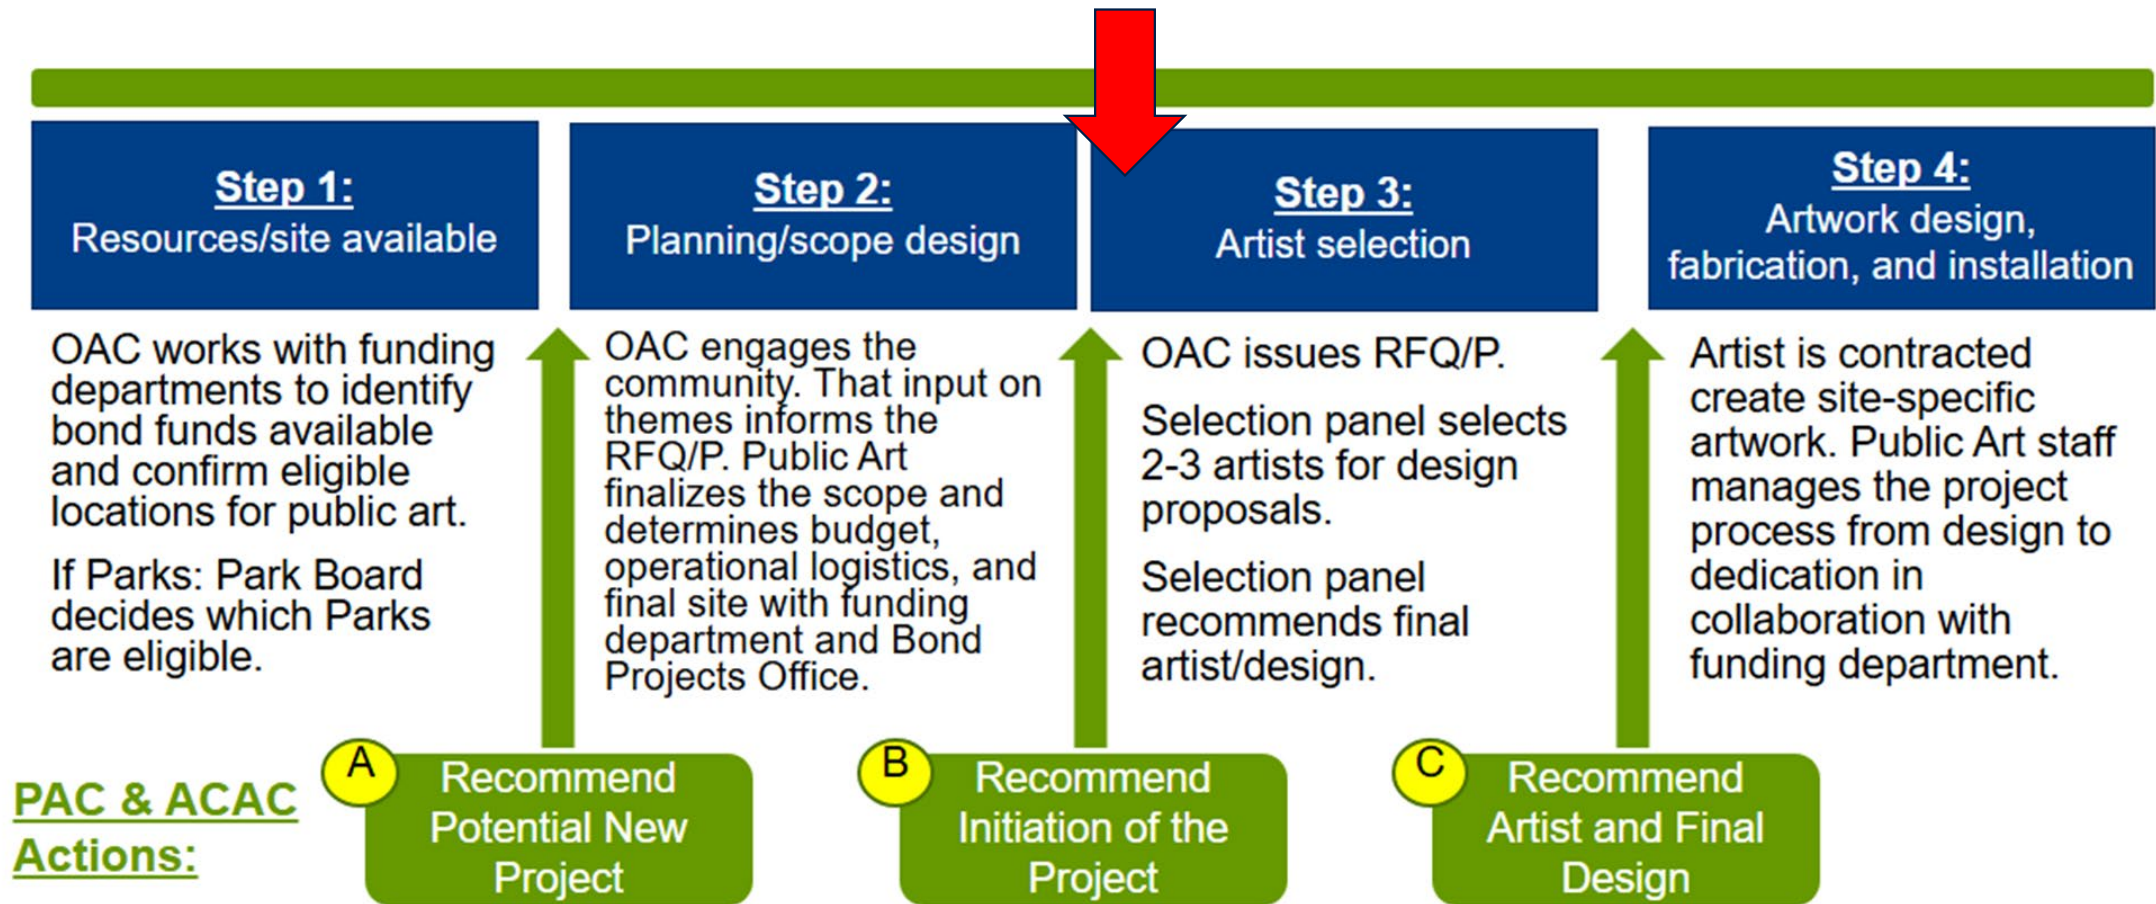 Step 1:
Resources/site available
Step 2:
Planning/scope design
Step 3:
Artist selection
Step 4:
Artwork design,
fabrication, and installation
OAC works with funding
departments to identify
bond funds available
and confirm eligible
locations for public art.
If Parks: Park Board
decides which Parks
are eligible.
OAC engages the
community. That input on
themes informs the
RFQ/P. Public Art
finalizes the scope and
determines budget,
operational logistics, and
final site with funding
department and Bond
Projects Office.
OAC issues RFQ/P.
Selection panel selects
2-3 artists for design
proposals.
Selection panel
recommends final
artist/design.
Artist is contracted
create site-specific
artwork. Public Art staff
manages the project
process from design to
dedication in
collaboration with
funding department.
PAC & ACAC
Actions:
A
Recommend
Potential New
Project
B
Recommend
Initiation of the
Project
C
Recommend
Artist and Final
Design